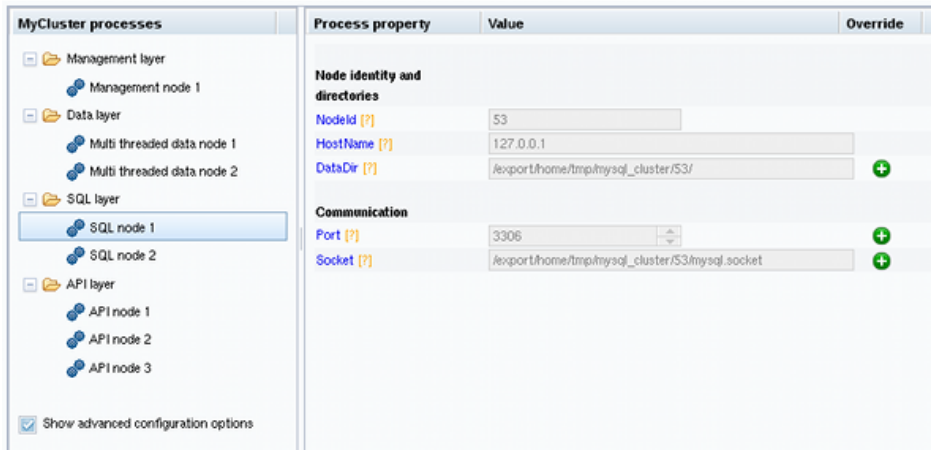 MyCluster processes
Management layer
Management node 1
Data layer
Multi threaded data node 1
Multi threaded data node 2
SQL layer
SQL node 1
SQL node 2
API layer
API node 1
API node 2
API node 3
Show advanced configuration options
Process property Value Override
Node identity and
directories
NodeId [?] 53
HostName [?] 127.0.0.1
DataDir [?] /export/home/tmp/mysql_cluster/53/
Communication
Port [?] 3306
Socket [?] /export/home/tmp/mysql_cluster/53/mysql.socket